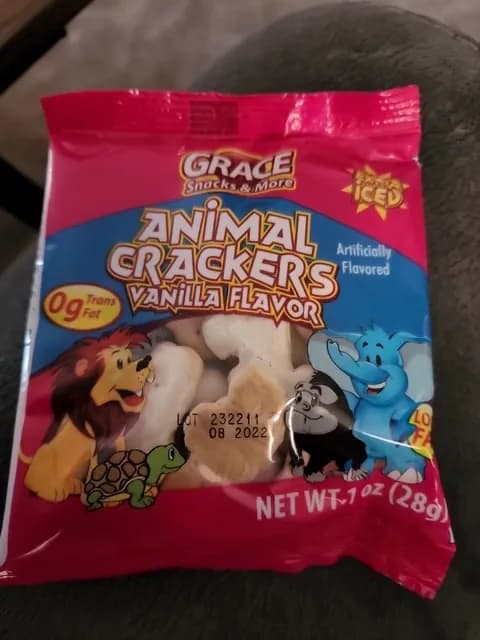 GRACE
Snacks & More
ICED
ANIMAL
CRACKERS
VANILLA FLAVOR
Artificially
Flavored
0g Trans
Fat
LOT 232211
08 2022
NET WT.1 OZ (28g)